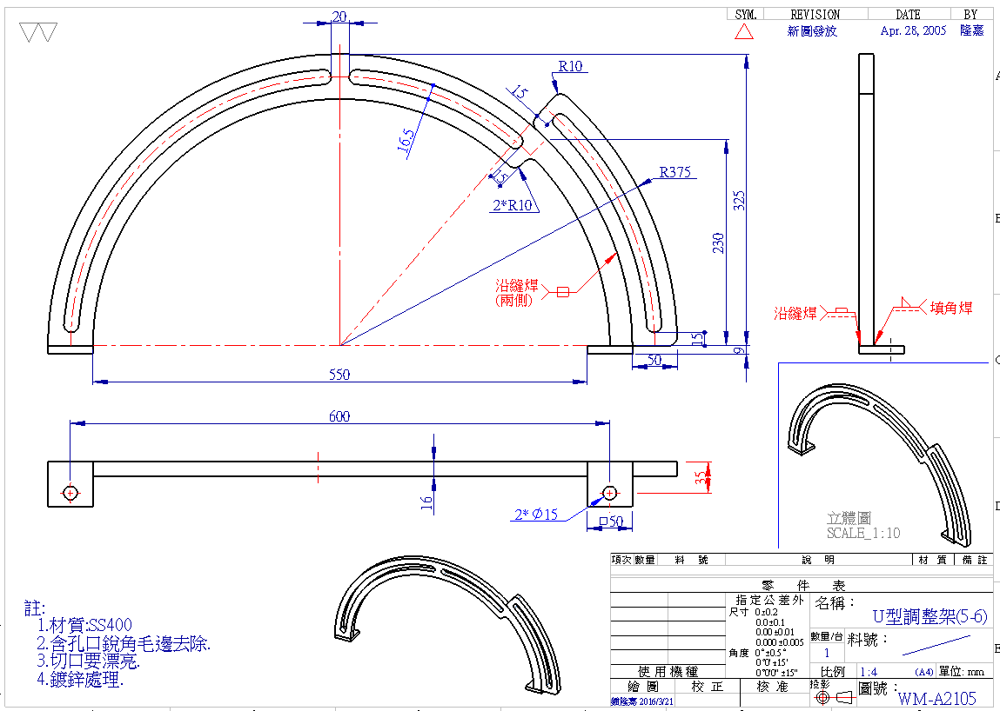 SYM. REVISION DATE BY
新圖發放 Apr. 28, 2005 隆嘉
20
R10
15
16.5
15
2*R10
R375
325
230
沿縫焊
(兩側)
15
9
50
550
沿縫焊
填角焊
600
16
35
2*Ø15
□50
立體圖
SCALE_1:10
註:
1.材質:SS400
2.含孔口銳角毛邊去除.
3.切口要漂亮.
4.鍍鋅處理.
項次 數量 料 號 說 明 材 質 備 註
零 件 表
指定公差外
尺寸 0±0.2
0.0±0.1
0.00±0.01
0.000±0.005
角度 0°±0.5°
0°0'±15'
0°0'0"±15"
使用機種
名稱:
U型調整架(5-6)
數量/台
1
料號:
比例 1:4 (A4) 單位: mm
繪 圖 校 正 核 准
隆嘉 2016/3/21
投影
圖號:
WM-A2105
A
B
C
D
E